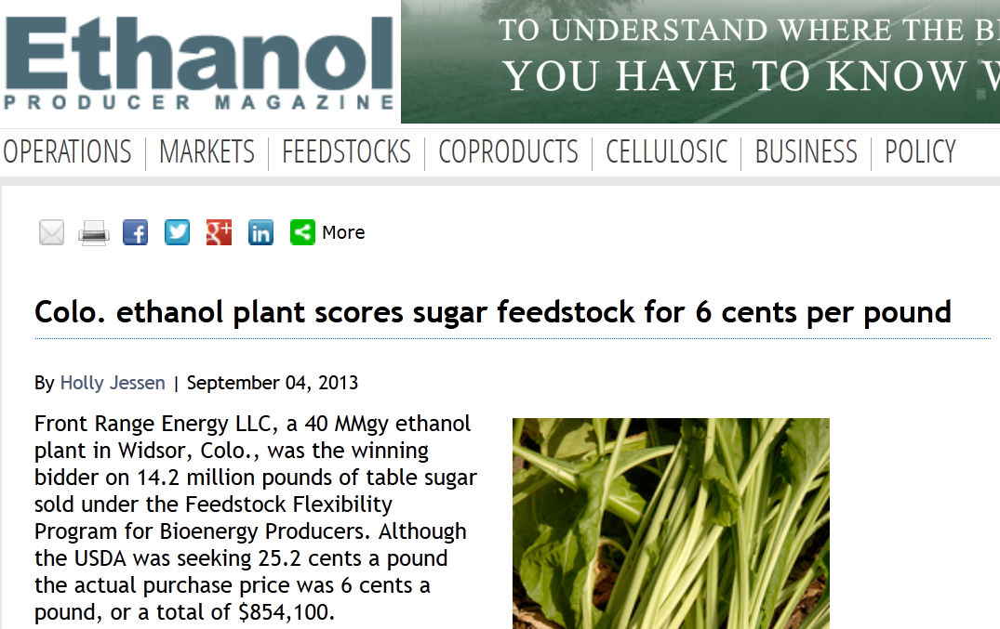 Ethanol
PRODUCER MAGAZINE
TO UNDERSTAND WHERE THE
YOU HAVE TO KNOW
OPERATIONS | MARKETS | FEEDSTOCKS | COPRODUCTS | CELLULOSIC | BUSINESS | POLICY
More
Colo. ethanol plant scores sugar feedstock for 6 cents per pound
By Holly Jessen | September 04, 2013
Front Range Energy LLC, a 40 MMgy ethanol
plant in Widsor, Colo., was the winning
bidder on 14.2 million pounds of table sugar
sold under the Feedstock Flexibility
Program for Bioenergy Producers. Although
the USDA was seeking 25.2 cents a pound
the actual purchase price was 6 cents a
pound, or a total of $854,100.